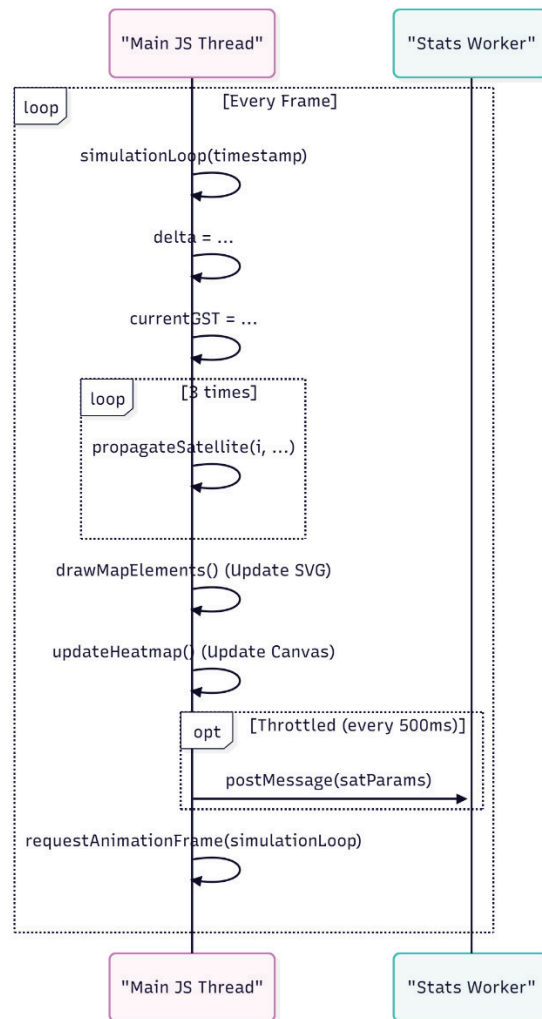 "Main JS Thread"
"Stats Worker"
loop
[Every Frame]
simulationLoop(timestamp)
delta = ...
currentGST = ...
loop
[3 times]
propagateSatellite(i, ...)
drawMapElements() (Update SVG)
updateHeatmap() (Update Canvas)
opt
[Throttled (every 500ms)]
postMessage(satParams)
requestAnimationFrame(simulationLoop)
"Main JS Thread"
"Stats Worker"